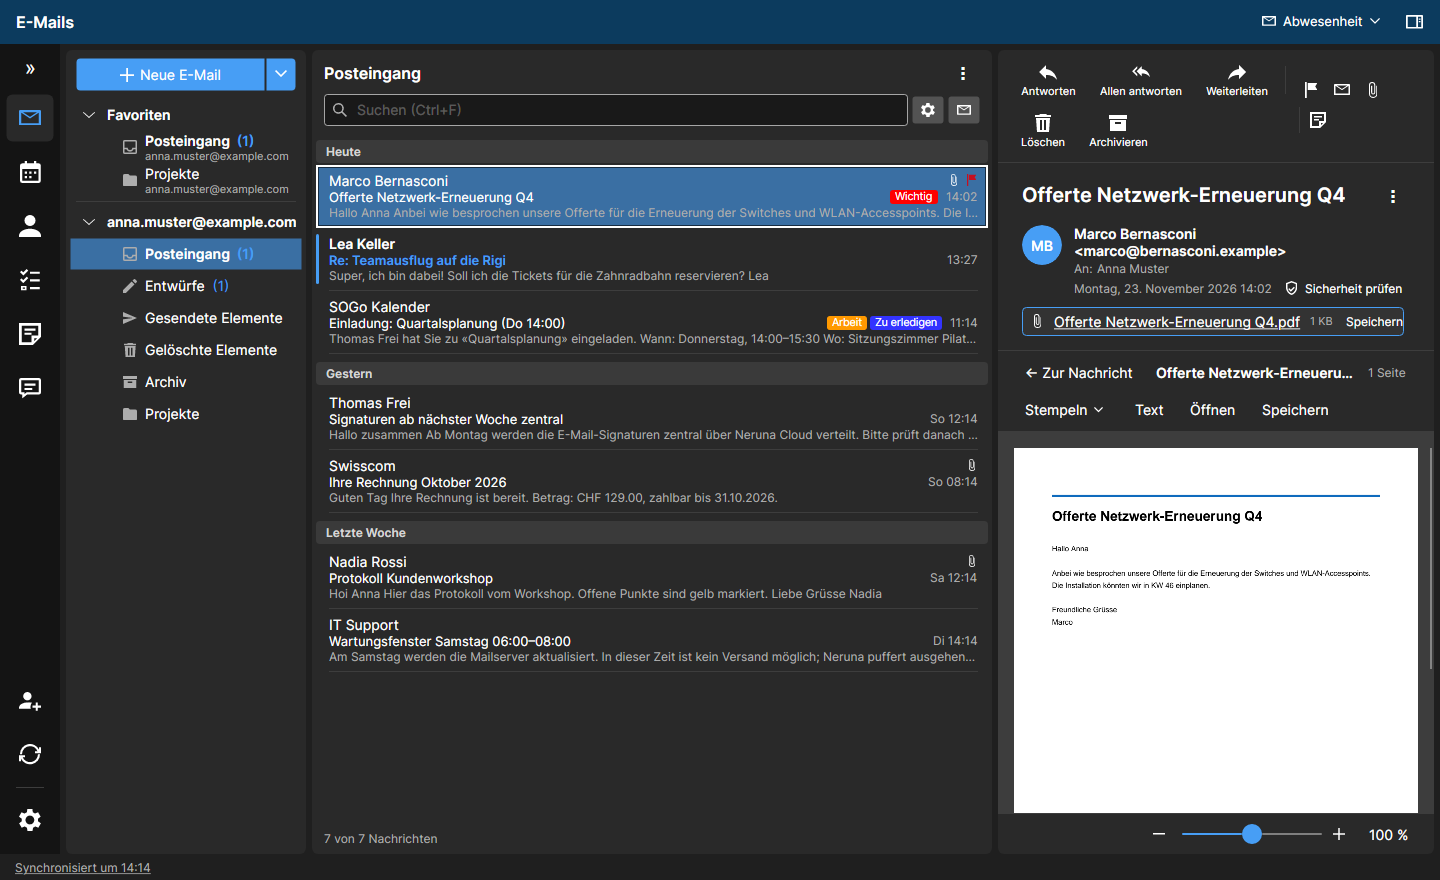 E-Mails
Abwesenheit
Neue E-Mail
Favoriten
Posteingang (1)
anna.muster@example.com
Projekte
anna.muster@example.com
anna.muster@example.com
Posteingang (1)
Entwürfe (1)
Gesendete Elemente
Gelöschte Elemente
Archiv
Projekte
Synchronisiert um 14:14
Posteingang
Suchen (Ctrl+F)
Heute
Marco Bernasconi
Offerte Netzwerk-Erneuerung Q4 Wichtig 14:02
Hallo Anna Anbei wie besprochen unsere Offerte für die Erneuerung der Switches und WLAN-Accesspoints. Die I...
Lea Keller
Re: Teamausflug auf die Rigi 13:27
Super, ich bin dabei! Soll ich die Tickets für die Zahnradbahn reservieren? Lea
SOGo Kalender
Einladung: Quartalsplanung (Do 14:00) Arbeit Zu erledigen 11:14
Thomas Frei hat Sie zu «Quartalsplanung» eingeladen. Wann: Donnerstag, 14:00–15:30 Wo: Sitzungszimmer Pilat...
Gestern
Thomas Frei
Signaturen ab nächster Woche zentral So 12:14
Hallo zusammen Ab Montag werden die E-Mail-Signaturen zentral über Neruna Cloud verteilt. Bitte prüft danach ...
Swisscom
Ihre Rechnung Oktober 2026 So 08:14
Guten Tag Ihre Rechnung ist bereit. Betrag: CHF 129.00, zahlbar bis 31.10.2026.
Letzte Woche
Nadia Rossi
Protokoll Kundenworkshop Sa 12:14
Hoi Anna Hier das Protokoll vom Workshop. Offene Punkte sind gelb markiert. Liebe Grüsse Nadia
IT Support
Wartungsfenster Samstag 06:00–08:00 Di 14:14
Am Samstag werden die Mailserver aktualisiert. In dieser Zeit ist kein Versand möglich; Neruna puffert ausgehen...
7 von 7 Nachrichten
Antworten Allen antworten Weiterleiten
Löschen Archivieren
Offerte Netzwerk-Erneuerung Q4
MB
Marco Bernasconi
<marco@bernasconi.example>
An: Anna Muster
Montag, 23. November 2026 14:02 Sicherheit prüfen
Offerte Netzwerk-Erneuerung Q4.pdf 1 KB Speichern
Zur Nachricht Offerte Netzwerk-Erneueru... 1 Seite
Stempeln Text Öffnen Speichern
Offerte Netzwerk-Erneuerung Q4
Hallo Anna
Anbei wie besprochen unsere Offerte für die Erneuerung der Switches und WLAN-Accesspoints.
Die Installation könnten wir in KW 46 einplanen.
Freundliche Grüsse
Marco
100 %